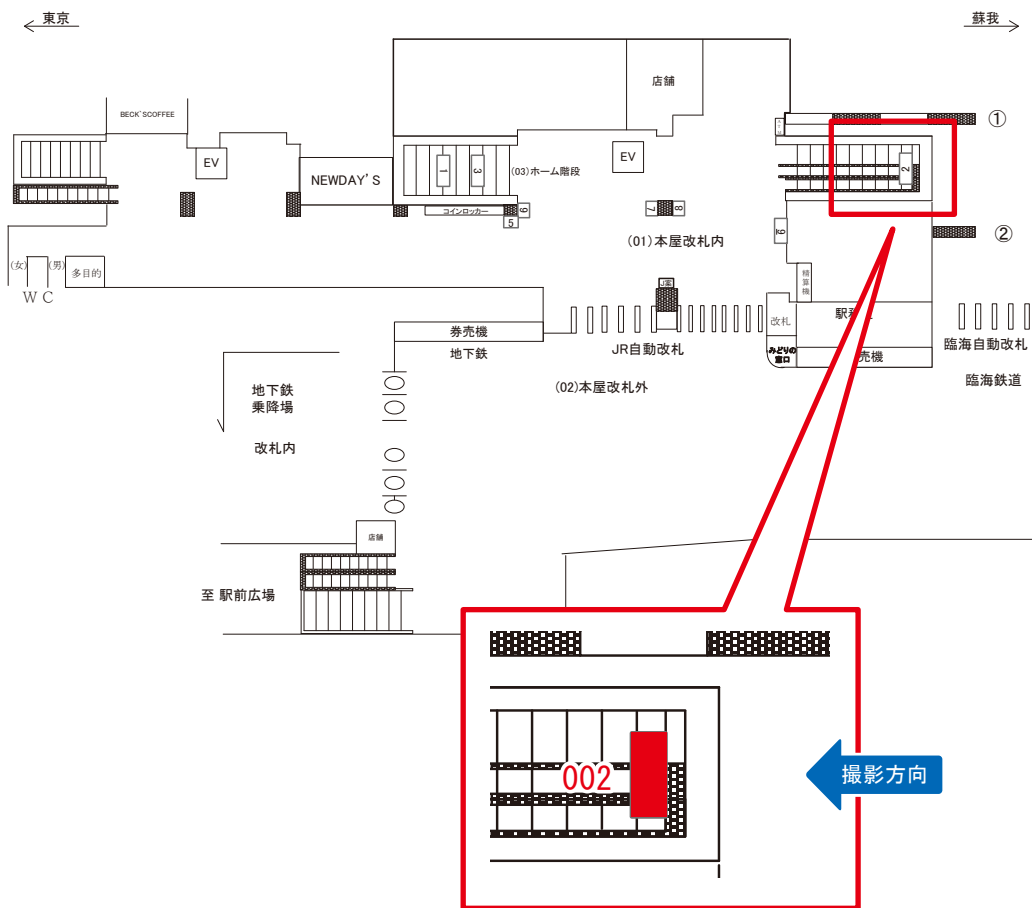 東京
蘇我
店舗
BECK'SCOFFEE
①
EV
EV
NEWDAY'S
1
3
(03)ホーム階段
2
コインロッカー
6
5
7
8
(01)本屋改札内
②
(女)
(男)
多目的
WC
精算機
J案
改札
駅
券売機
地下鉄
JR自動改札
みどりの
窓口
売機
臨海自動改札
臨海鉄道
(02)本屋改札外
地下鉄
乗降場
改札内
店舗
至 駅前広場
002
撮影方向